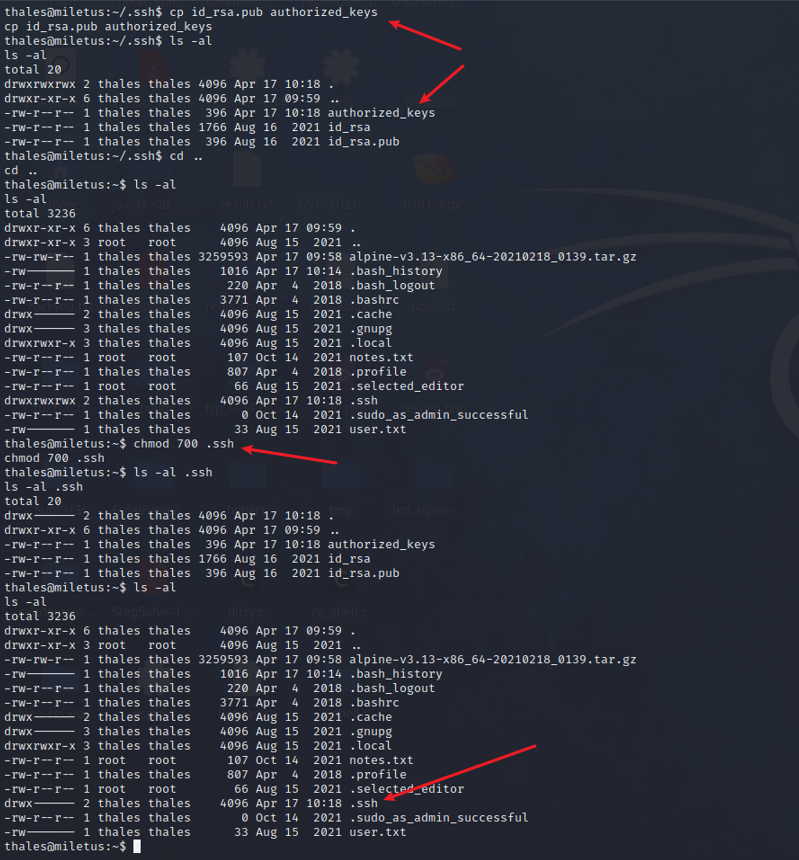 thales@miletus:~/.ssh$ cp id_rsa.pub authorized_keys
cp id_rsa.pub authorized_keys
thales@miletus:~/.ssh$ ls -al
ls -al
total 20
drwxrwxrwx 2 thales thales 4096 Apr 17 10:18 .
drwxr-xr-x 6 thales thales 4096 Apr 17 09:59 ..
-rw-r--r-- 1 thales thales  396 Apr 17 10:18 authorized_keys
-rw-r--r-- 1 thales thales 1766 Aug 16  2021 id_rsa
-rw-r--r-- 1 thales thales  396 Aug 16  2021 id_rsa.pub
thales@miletus:~/.ssh$ cd ..
cd ..
thales@miletus:~$ ls -al
ls -al
total 3236
drwxr-xr-x 6 thales thales    4096 Apr 17 09:59 .
drwxr-xr-x 3 root   root      4096 Aug 15  2021 ..
-rw-rw-r-- 1 thales thales 3259593 Apr 17 09:58 alpine-v3.13-x86_64-20210218_0139.tar.gz
-rw------- 1 thales thales    1016 Apr 17 10:14 .bash_history
-rw-r--r-- 1 thales thales     220 Apr  4  2018 .bash_logout
-rw-r--r-- 1 thales thales    3771 Apr  4  2018 .bashrc
drwx------ 2 thales thales    4096 Aug 15  2021 .cache
drwx------ 3 thales thales    4096 Aug 15  2021 .gnupg
drwxrwxr-x 3 thales thales    4096 Aug 15  2021 .local
-rw-r--r-- 1 root   root       107 Oct 14  2021 notes.txt
-rw-r--r-- 1 thales thales     807 Apr  4  2018 .profile
-rw-r--r-- 1 root   root        66 Aug 15  2021 .selected_editor
drwxrwxrwx 2 thales thales    4096 Apr 17 10:18 .ssh
-rw-r--r-- 1 thales thales       0 Oct 14  2021 .sudo_as_admin_successful
-rw------- 1 thales thales      33 Aug 15  2021 user.txt
thales@miletus:~$ chmod 700 .ssh
chmod 700 .ssh
thales@miletus:~$ ls -al .ssh
ls -al .ssh
total 20
drwx------ 2 thales thales 4096 Apr 17 10:18 .
drwxr-xr-x 6 thales thales 4096 Apr 17 09:59 ..
-rw-r--r-- 1 thales thales  396 Apr 17 10:18 authorized_keys
-rw-r--r-- 1 thales thales 1766 Aug 16  2021 id_rsa
-rw-r--r-- 1 thales thales  396 Aug 16  2021 id_rsa.pub
thales@miletus:~$ ls -al
ls -al
total 3236
drwxr-xr-x 6 thales thales    4096 Apr 17 09:59 .
drwxr-xr-x 3 root   root      4096 Aug 15  2021 ..
-rw-rw-r-- 1 thales thales 3259593 Apr 17 09:58 alpine-v3.13-x86_64-20210218_0139.tar.gz
-rw------- 1 thales thales    1016 Apr 17 10:14 .bash_history
-rw-r--r-- 1 thales thales     220 Apr  4  2018 .bash_logout
-rw-r--r-- 1 thales thales    3771 Apr  4  2018 .bashrc
drwx------ 2 thales thales    4096 Aug 15  2021 .cache
drwx------ 3 thales thales    4096 Aug 15  2021 .gnupg
drwxrwxr-x 3 thales thales    4096 Aug 15  2021 .local
-rw-r--r-- 1 root   root       107 Oct 14  2021 notes.txt
-rw-r--r-- 1 thales thales     807 Apr  4  2018 .profile
-rw-r--r-- 1 root   root        66 Aug 15  2021 .selected_editor
drwx------ 2 thales thales    4096 Apr 17 10:18 .ssh
-rw-r--r-- 1 thales thales       0 Oct 14  2021 .sudo_as_admin_successful
-rw------- 1 thales thales      33 Aug 15  2021 user.txt
thales@miletus:~$